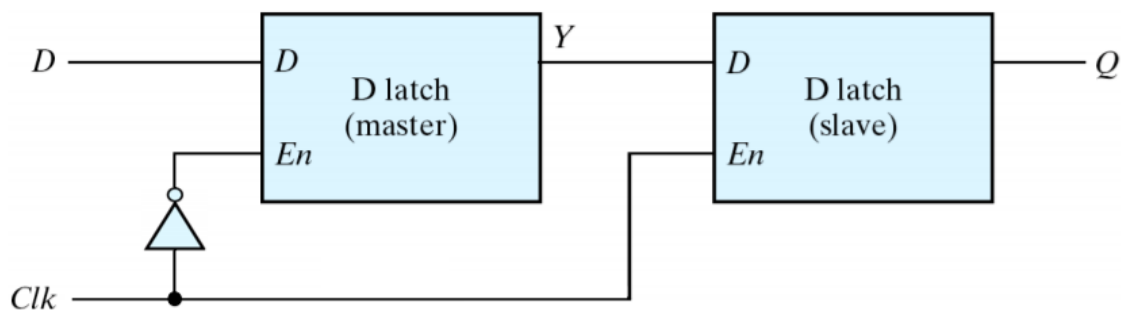 D
D
D latch
(master)
En
Y
D
D latch
(slave)
En
Q
Clk